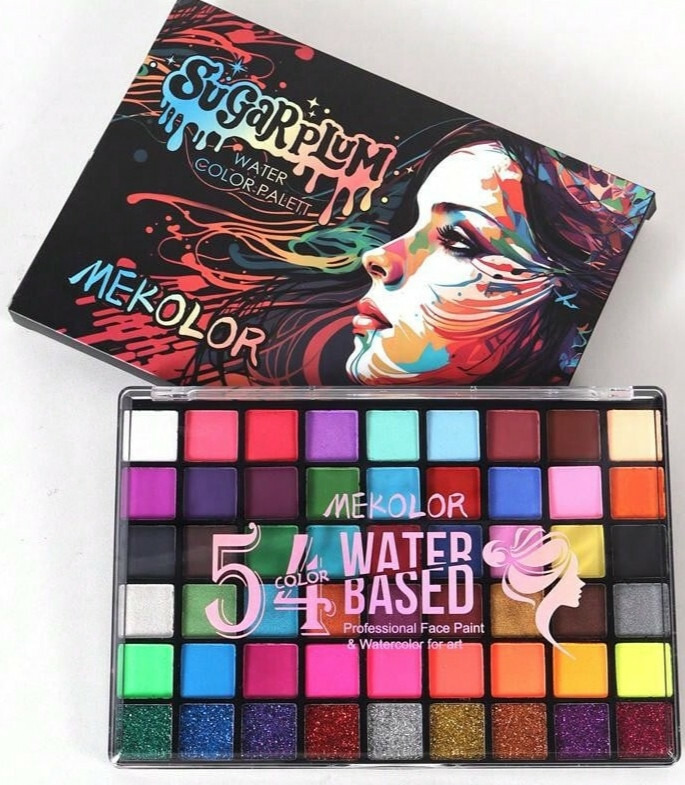 SUGARPLUM
WATER
COLOR.PALETT
MEKOLOR
MEKOLOR
54
COLOR
WATER
BASED
Professional Face Paint
& Watercolor for art